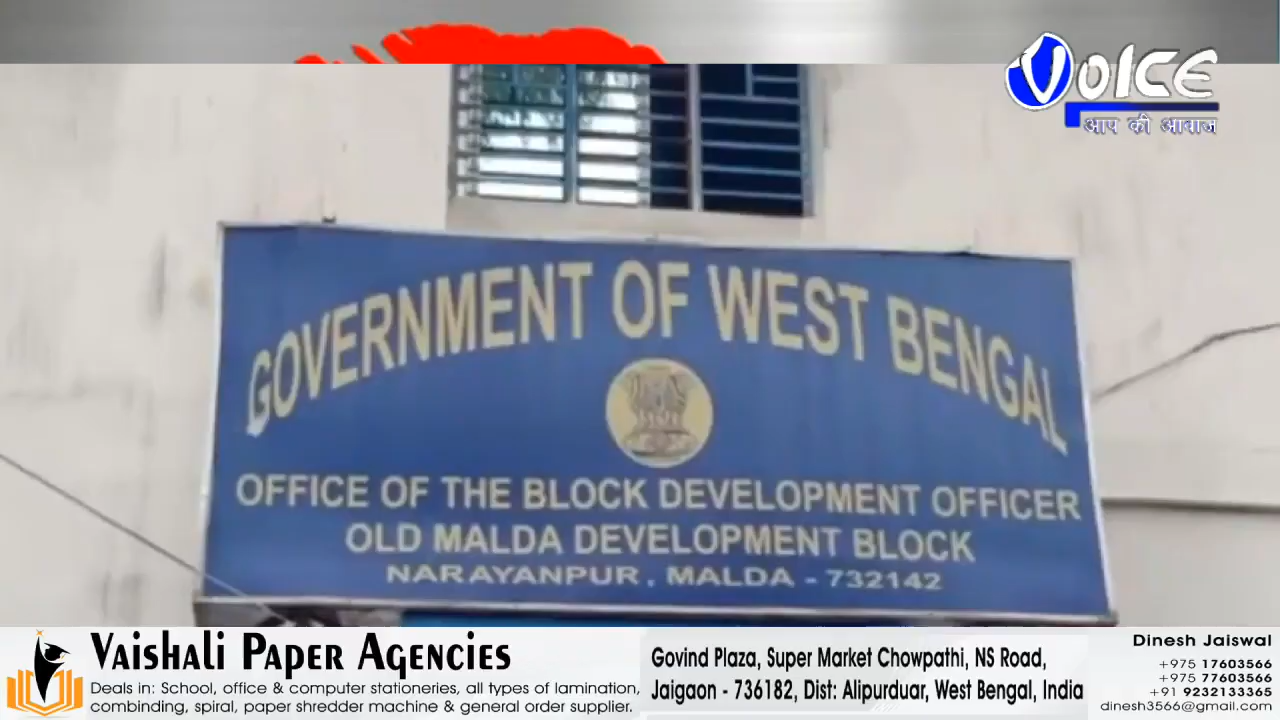 VOICE
आप की आवाज
GOVERNMENT OF WEST BENGAL
OFFICE OF THE BLOCK DEVELOPMENT OFFICER
OLD MALDA DEVELOPMENT BLOCK
NARAYANPUR, MALDA - 732142
Vaishali Paper Agencies
Deals in: School, office & computer stationeries, all types of lamination,
combinding, spiral, paper shredder machine & general order supplier.
Govind Plaza, Super Market Chowpathi, NS Road,
Jaigaon - 736182, Dist: Alipurduar, West Bengal, India
Dinesh Jaiswal
+975 17603566
+975 77603566
+91 9232133365
dinesh3566@gmail.com